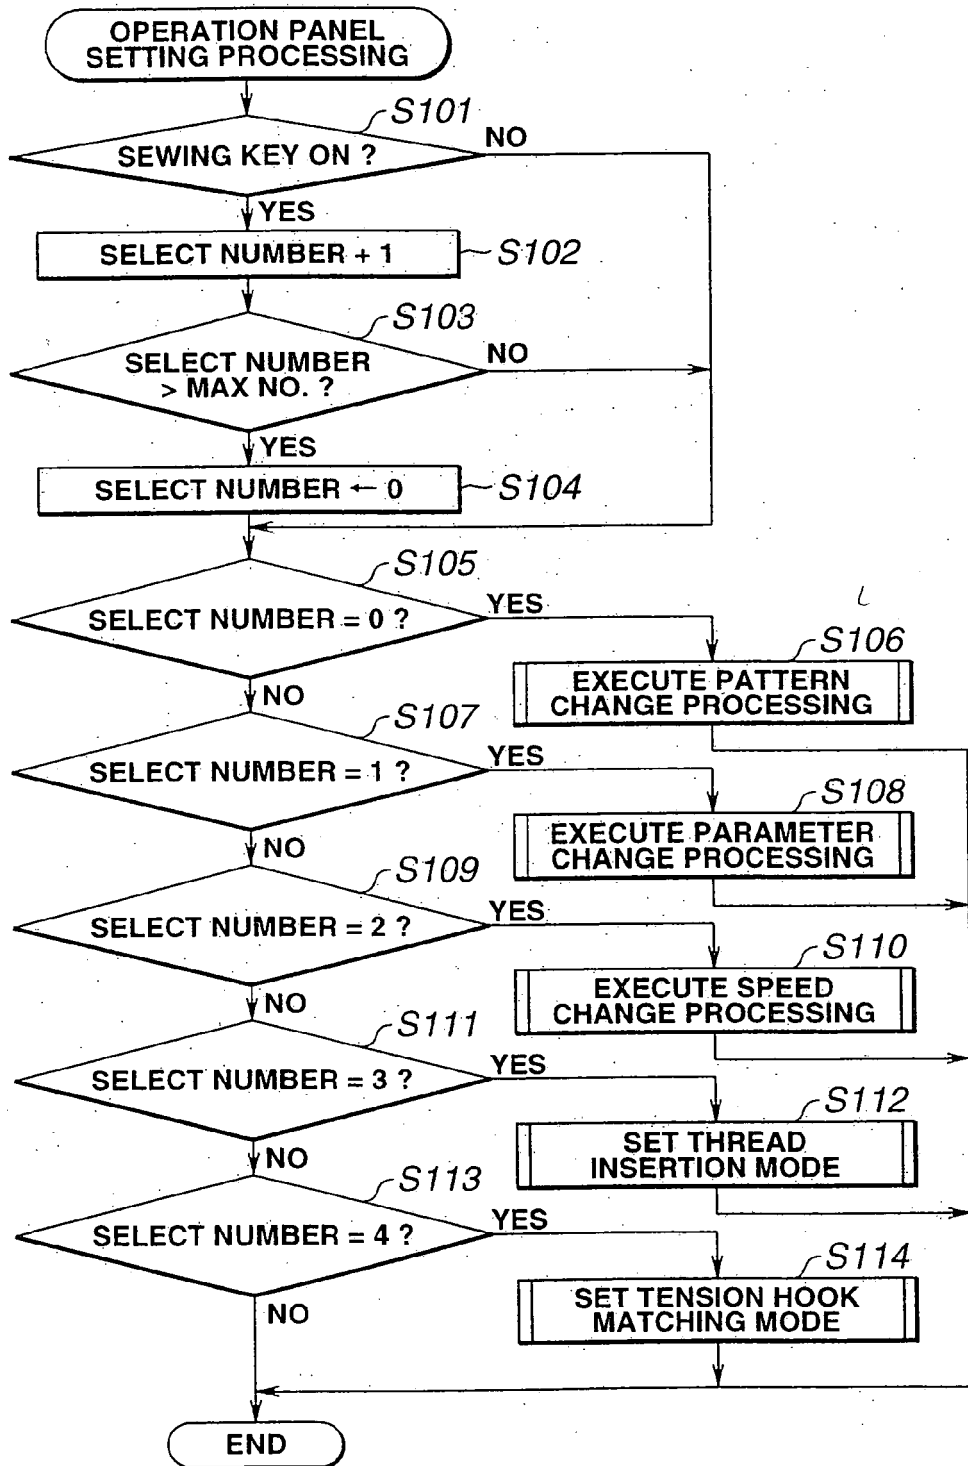 OPERATION PANEL
SETTING PROCESSING
S101
SEWING KEY ON ?
NO
YES
SELECT NUMBER + 1
S102
S103
SELECT NUMBER
> MAX NO. ?
NO
YES
SELECT NUMBER ← 0
S104
S105
SELECT NUMBER = 0 ?
YES
S106
EXECUTE PATTERN
CHANGE PROCESSING
NO
S107
SELECT NUMBER = 1 ?
YES
S108
EXECUTE PARAMETER
CHANGE PROCESSING
NO
S109
SELECT NUMBER = 2 ?
YES
S110
EXECUTE SPEED
CHANGE PROCESSING
NO
S111
SELECT NUMBER = 3 ?
YES
S112
SET THREAD
INSERTION MODE
NO
S113
SELECT NUMBER = 4 ?
YES
S114
SET TENSION HOOK
MATCHING MODE
NO
END